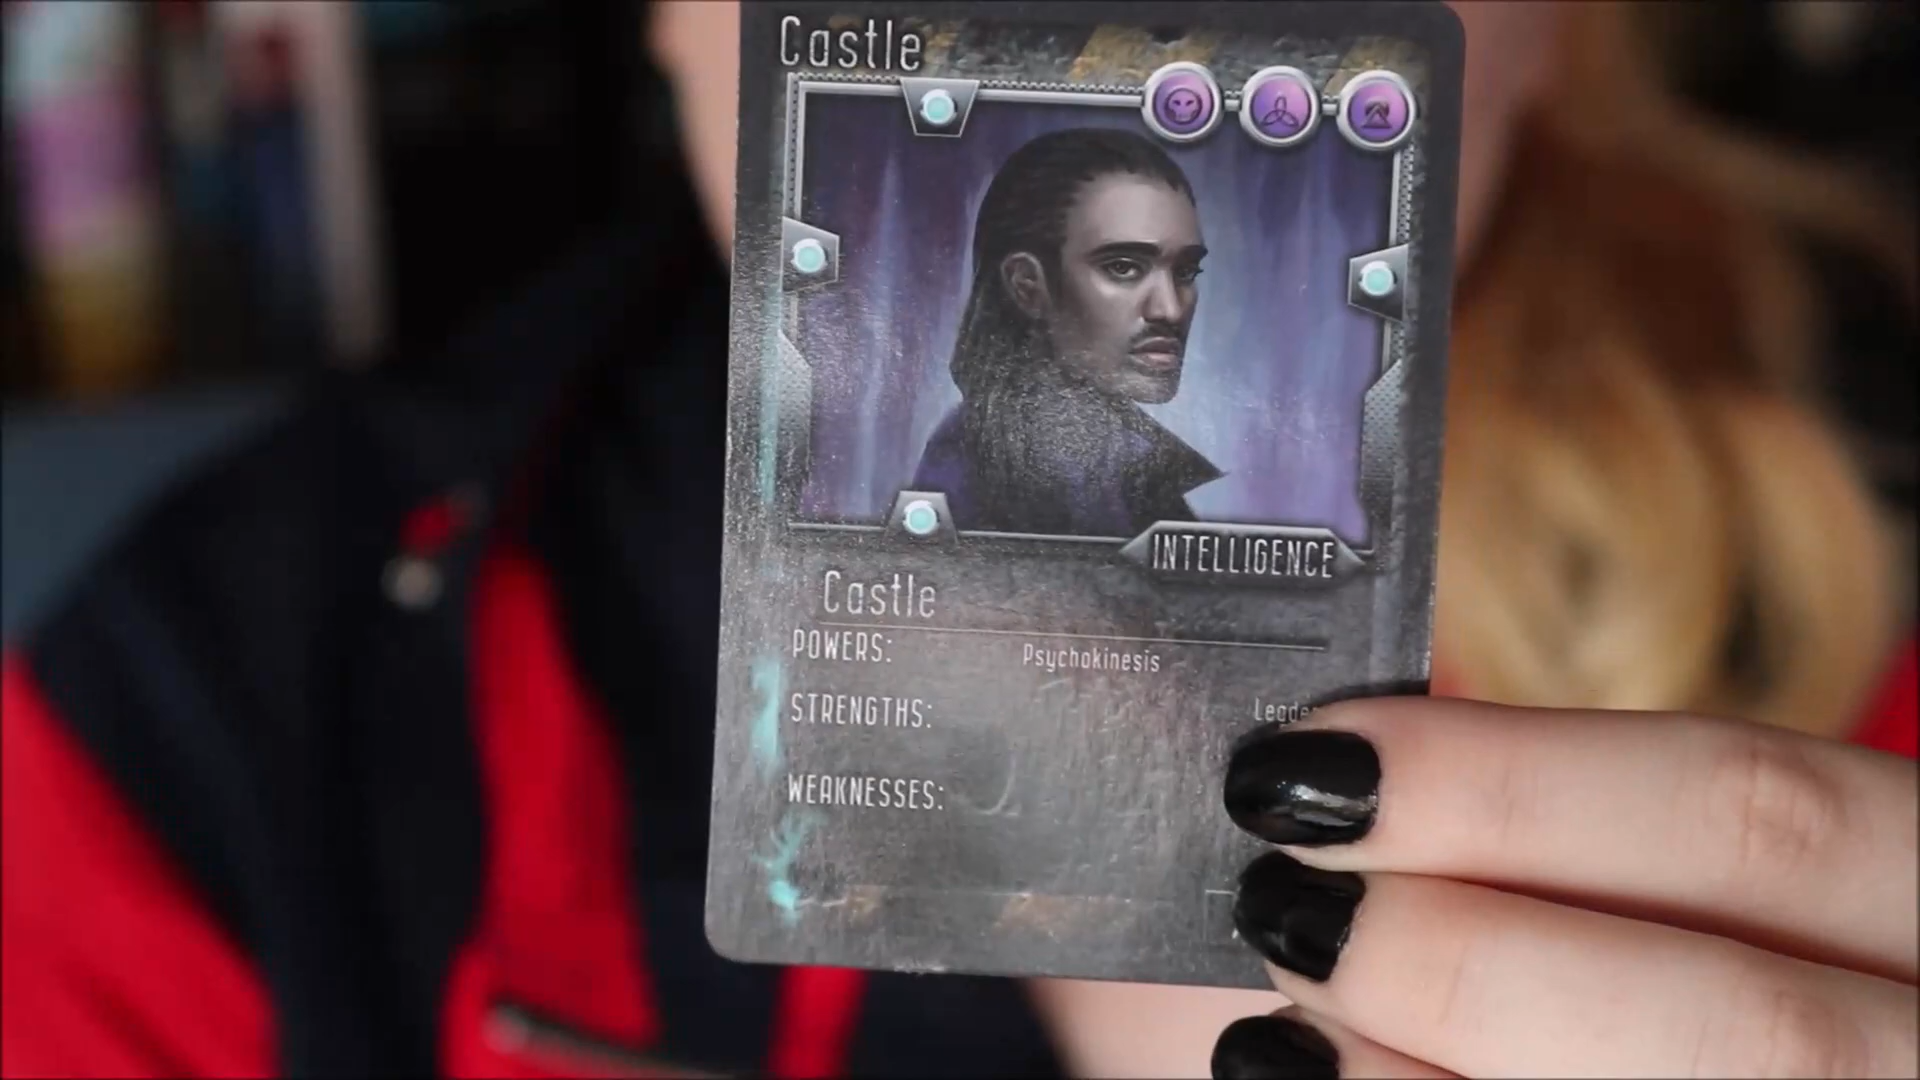 Castle
INTELLIGENCE
Castle
POWERS: Psychokinesis
STRENGTHS:
WEAKNESSES: